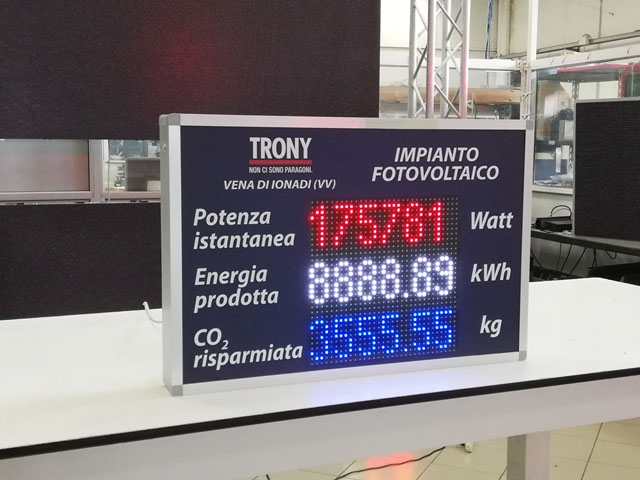 TRONY
NON CI SONO PARAGONI.
VENA DI IONADI (VV)
IMPIANTO
FOTOVOLTAICO
Potenza
istantanea 175781 Watt
Energia
prodotta 8888.89 kWh
CO2
risparmiata 3555.55 kg